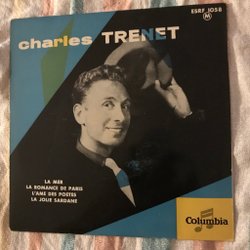 ESRF 1058
M
charles TRENET
LA MER
LA ROMANCE DE PARIS
L'AME DES POETES
LA JOLIE SARDANE
Columbia